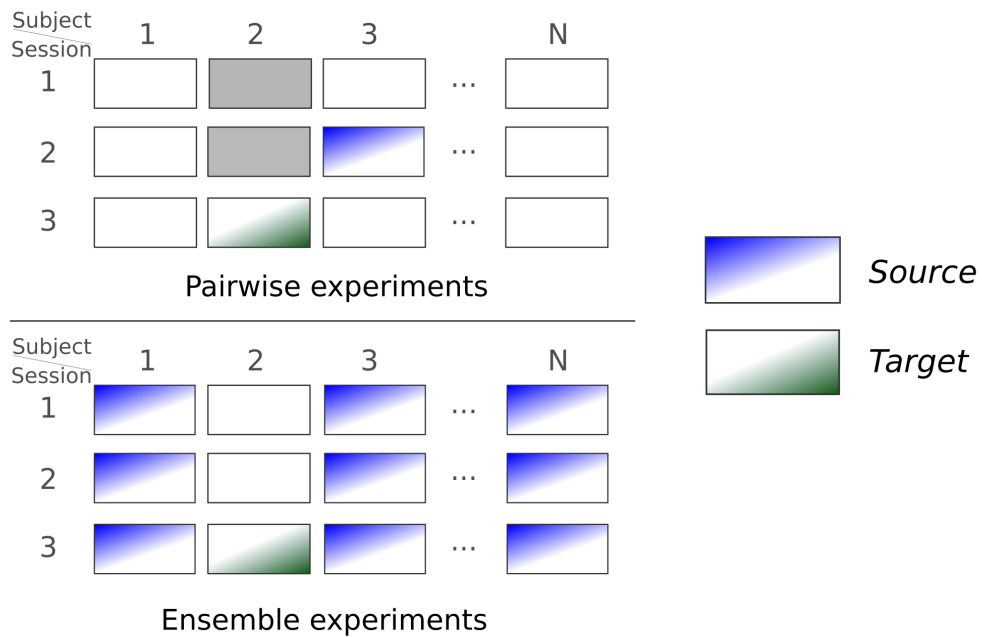 Subject
Session
1 2 3 N
1 ...
2 ...
3 ...
Pairwise experiments
Source
Target
Subject
Session
1 2 3 N
1 ...
2 ...
3 ...
Ensemble experiments